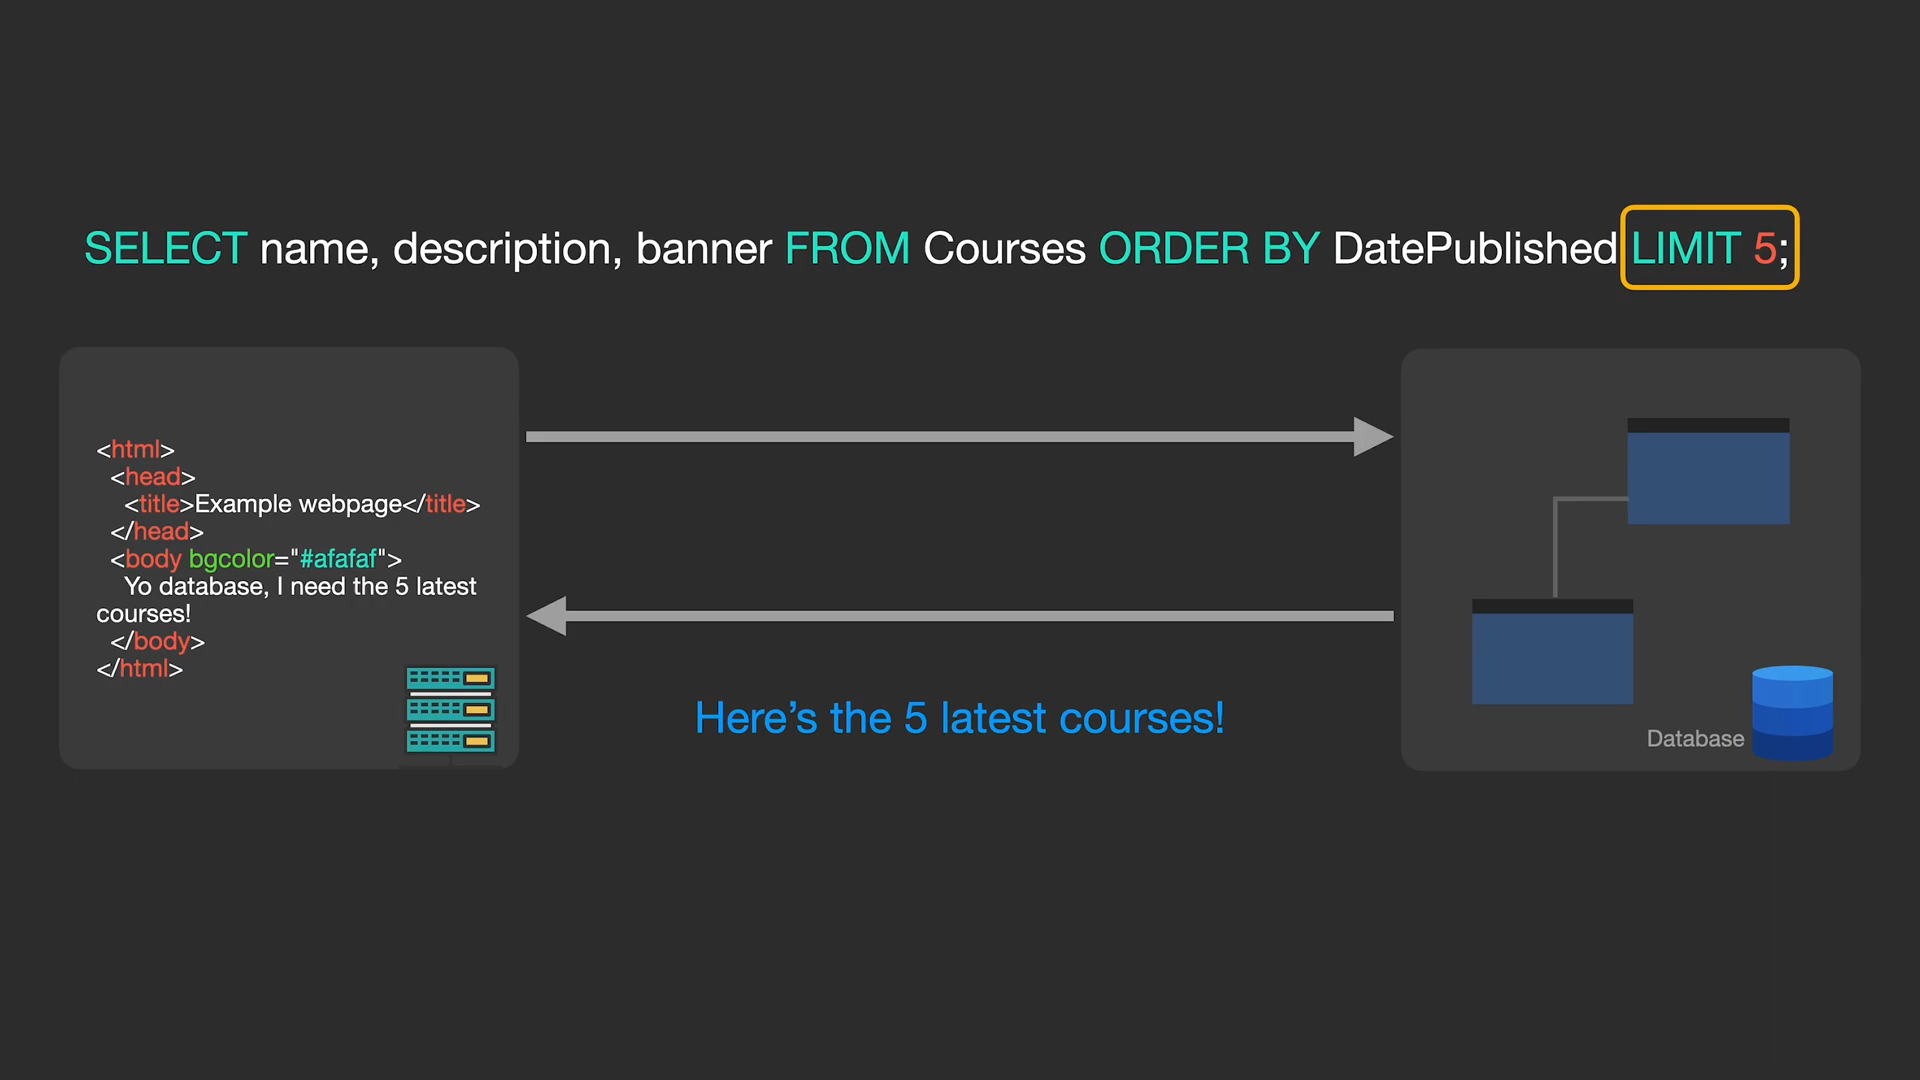 SELECT name, description, banner FROM Courses ORDER BY DatePublished LIMIT 5;
<html>
<head>
<title>Example webpage</title>
</head>
<body bgcolor="#afafaf">
Yo database, I need the 5 latest
courses!
</body>
</html>
Here’s the 5 latest courses!
Database